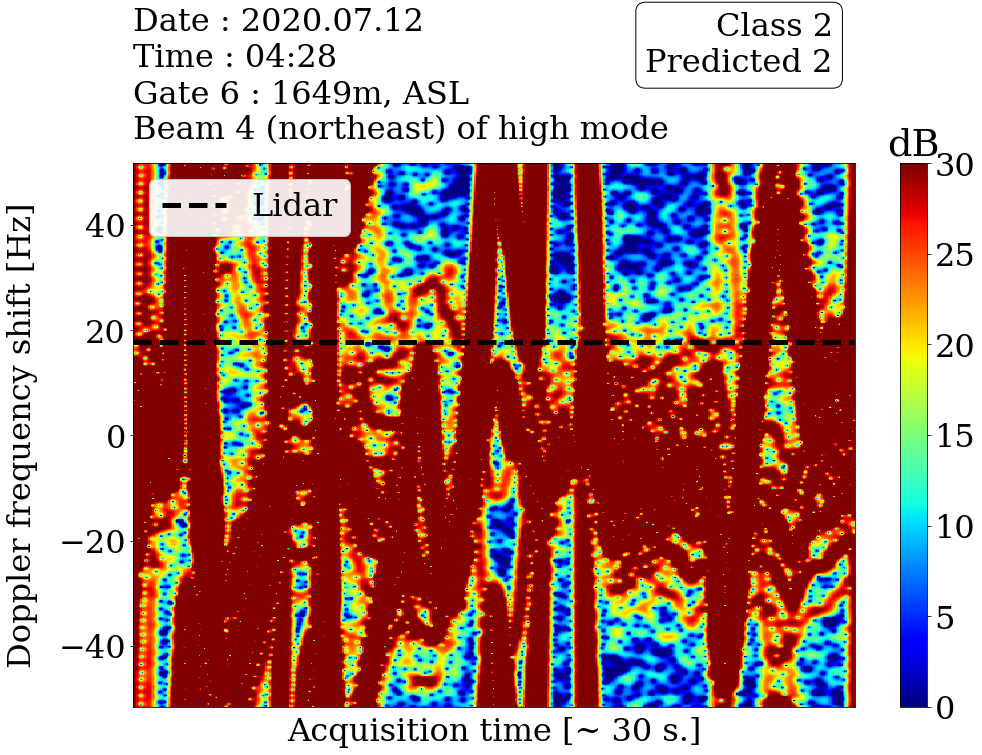 Date : 2020.07.12
Time : 04:28
Gate 6 : 1649m, ASL
Beam 4 (northeast) of high mode
Class 2
Predicted 2
dB
Lidar
Doppler frequency shift [Hz]
40
20
0
−20
−40
Acquisition time [~ 30 s.]
30
25
20
15
10
5
0